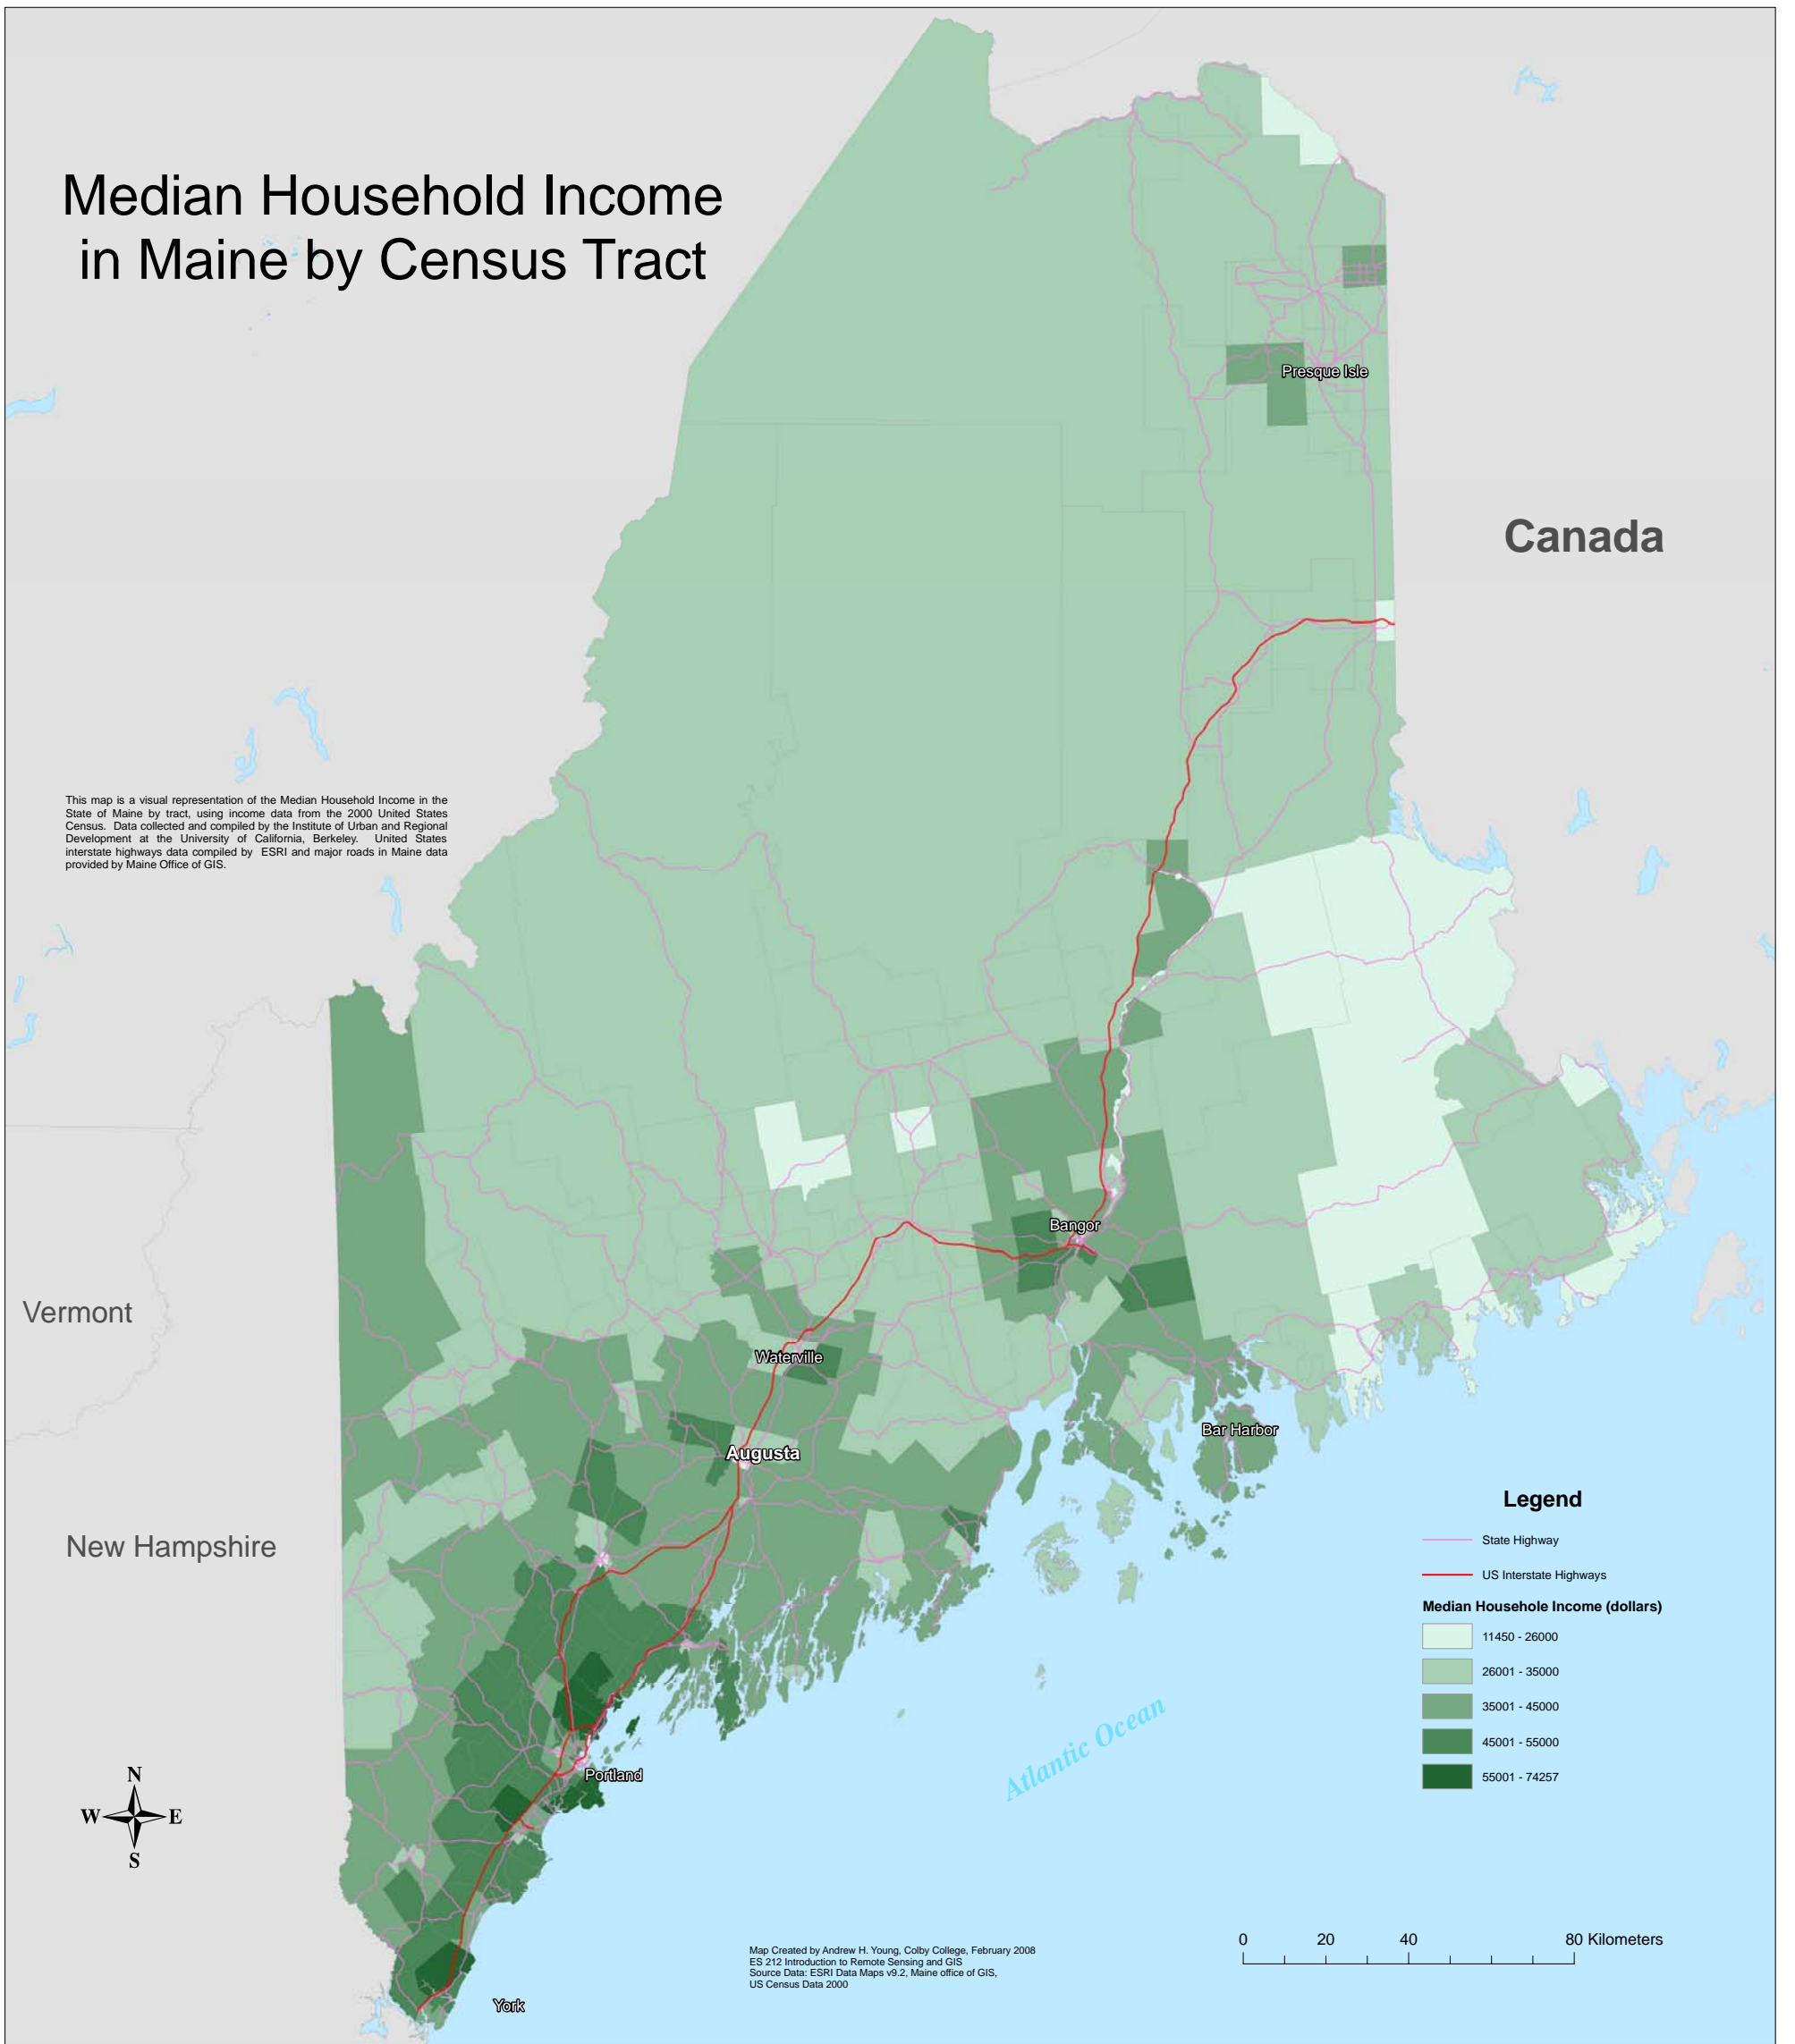 Median Household Income
in Maine by Census Tract
Presque Isle
Canada
This map is a visual representation of the Median Household Income in the
State of Maine by tract, using income data from the 2000 United States
Census. Data collected and compiled by the Institute of Urban and Regional
Development at the University of California, Berkeley. United States
interstate highways data compiled by ESRI and major roads in Maine data
provided by Maine Office of GIS.
Bangor
Vermont
Waterville
Bar Harbor
Augusta
New Hampshire
Legend
State Highway
US Interstate Highways
Median Househole Income (dollars)
11450 - 26000
26001 - 35000
35001 - 45000
45001 - 55000
55001 - 74257
Atlantic Ocean
Portland
N
W E
S
0 20 40 80 Kilometers
Map Created by Andrew H. Young, Colby College, February 2008
ES 212 Introduction to Remote Sensing and GIS
Source Data: ESRI Data Maps v9.2, Maine office of GIS,
US Census Data 2000
York